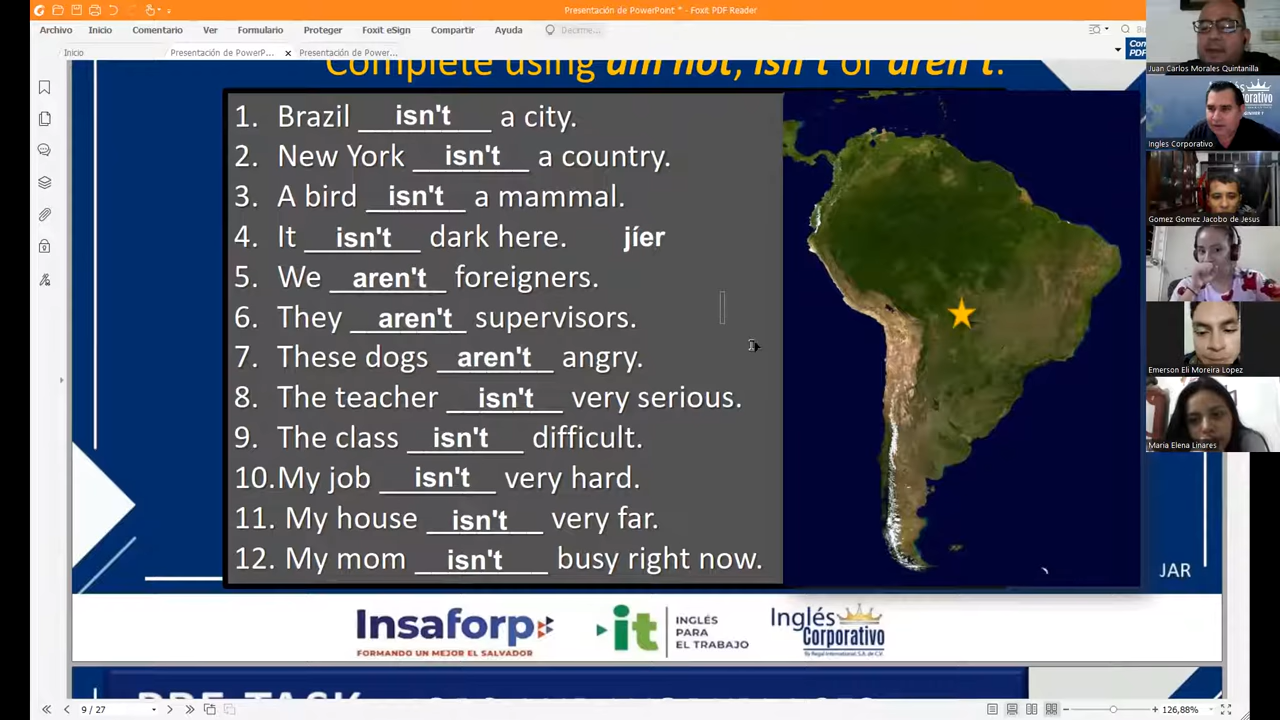 Presentación de PowerPoint * - Foxit PDF Reader
Archivo Inicio Comentario Ver Formulario Proteger Foxit eSign Compartir Ayuda Decirme...
Inicio Presentación de PowerP... × Presentación de Power...
Complete using am not, isn't or aren't.
1. Brazil isn't a city.
2. New York isn't a country.
3. A bird isn't a mammal.
4. It isn't dark here. jíer
5. We aren't foreigners.
6. They aren't supervisors.
7. These dogs aren't angry.
8. The teacher isn't very serious.
9. The class isn't difficult.
10.My job isn't very hard.
11. My house isn't very far.
12. My mom isn't busy right now.
JAR
Insaforp
FORMANDO UN MEJOR EL SALVADOR
it INGLÉS PARA EL TRABAJO
Inglés Corporativo
By Regal International, S.A. de C.V.
9 / 27
126,88%
Juan Carlos Morales Quintanilla
Ingles Corporativo
Gomez Gomez Jacobo de Jesus
Emerson Eli Moreira Lopez
Maria Elena Linares